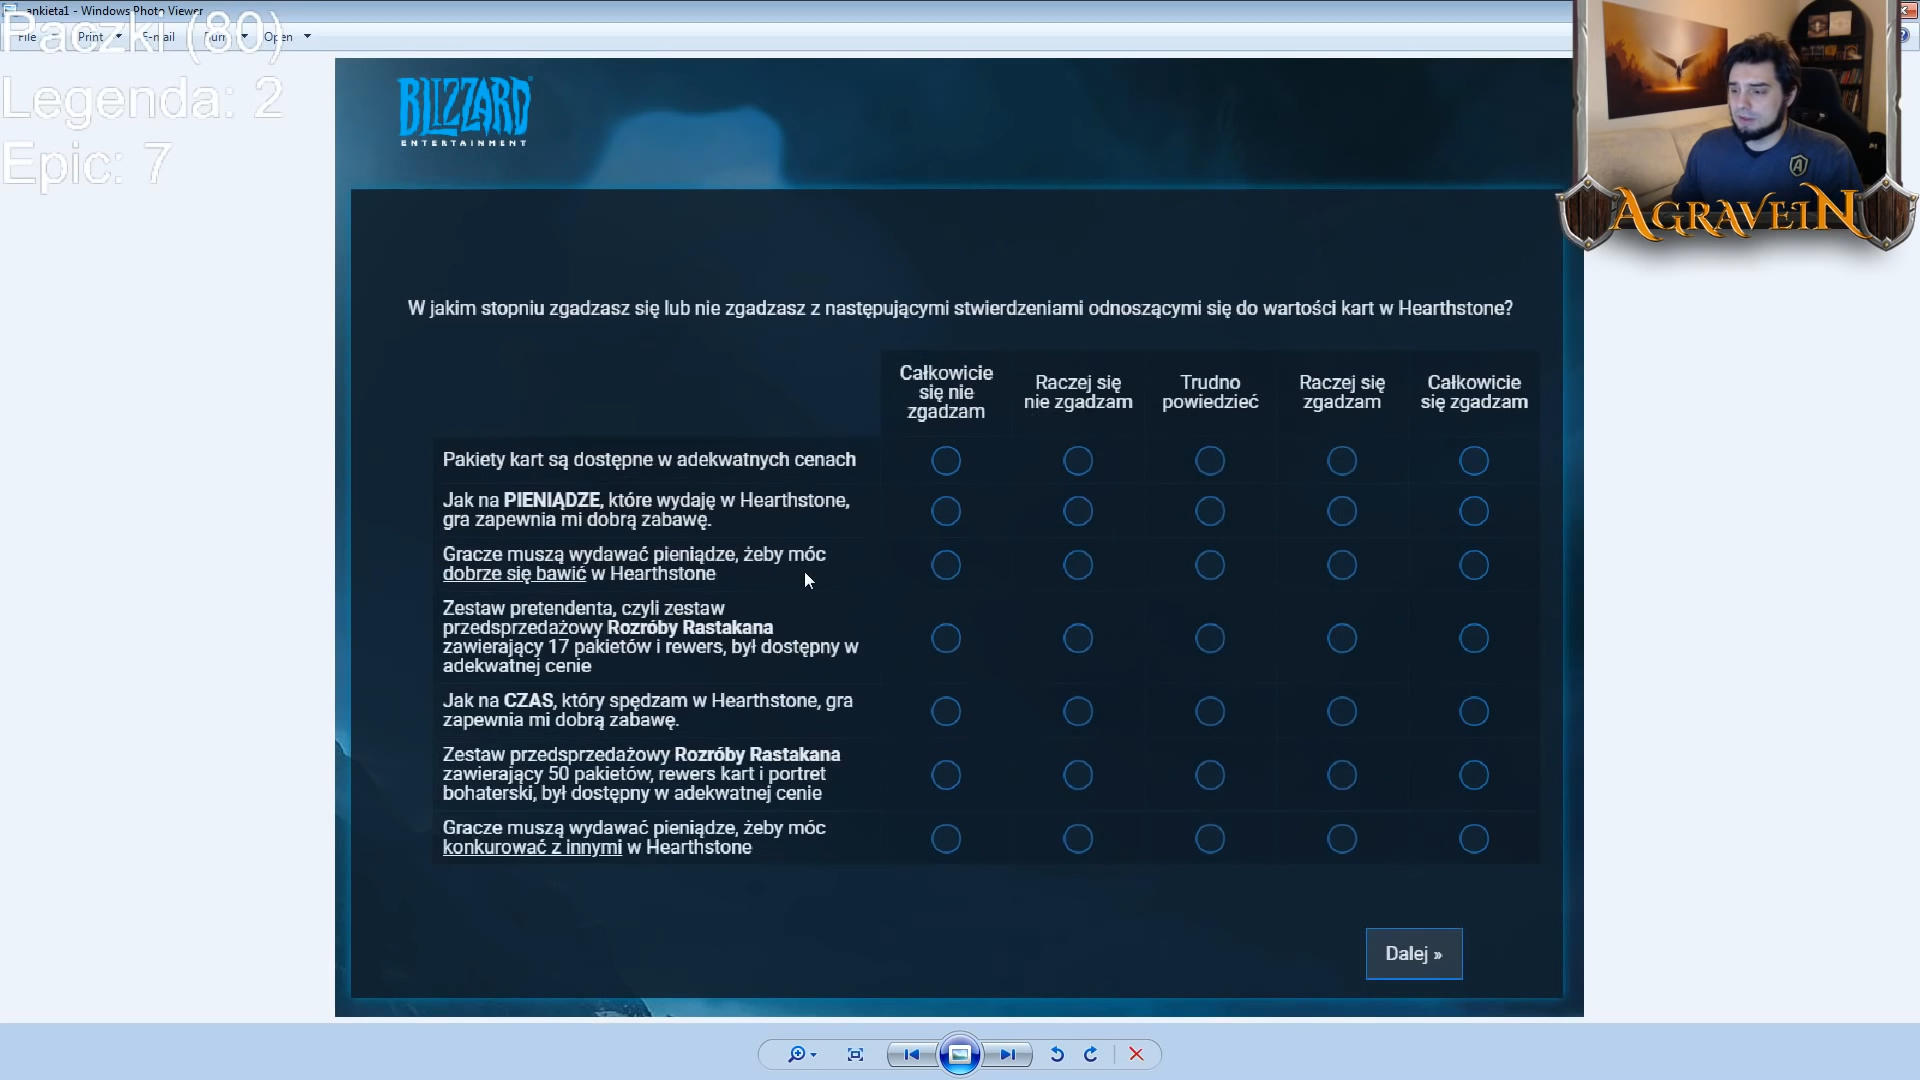 ankieta1 - Windows Photo Viewer
File Print E-mail Burn Open
Paczki (80)
Legenda: 2
Epic: 7
BLIZZARD
ENTERTAINMENT
AGRAVEIN
W jakim stopniu zgadzasz się lub nie zgadzasz z następującymi stwierdzeniami odnoszącymi się do wartości kart w Hearthstone?
Całkowicie się nie zgadzam
Raczej się nie zgadzam
Trudno powiedzieć
Raczej się zgadzam
Całkowicie się zgadzam
Pakiety kart są dostępne w adekwatnych cenach
Jak na PIENIĄDZE, które wydaję w Hearthstone,
gra zapewnia mi dobrą zabawę.
Gracze muszą wydawać pieniądze, żeby móc
dobrze się bawić w Hearthstone
Zestaw pretendenta, czyli zestaw
przedsprzedażowy Rozróby Rastakana
zawierający 17 pakietów i rewers, był dostępny w
adekwatnej cenie
Jak na CZAS, który spędzam w Hearthstone, gra
zapewnia mi dobrą zabawę.
Zestaw przedsprzedażowy Rozróby Rastakana
zawierający 50 pakietów, rewers kart i portret
bohaterski, był dostępny w adekwatnej cenie
Gracze muszą wydawać pieniądze, żeby móc
konkurować z innymi w Hearthstone
Dalej »